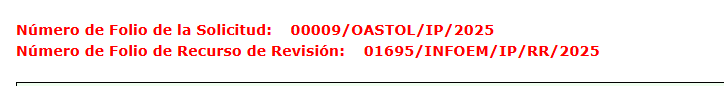 Número de Folio de la Solicitud: 00009/OASTOL/IP/2025
Número de Folio de Recurso de Revisión: 01695/INFOEM/IP/RR/2025